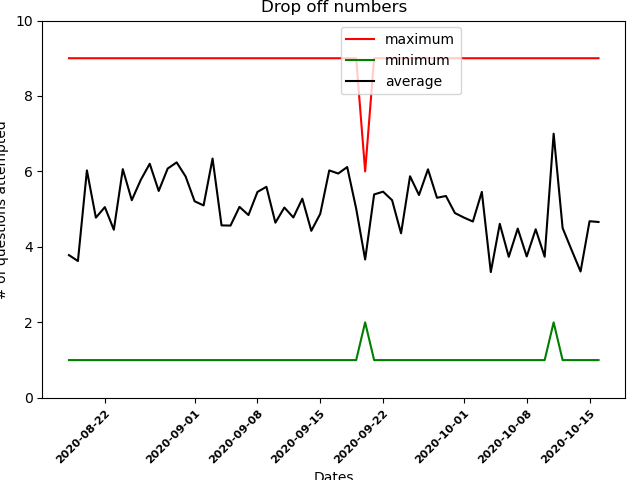 Drop off numbers
maximum
minimum
average
# of questions attempted
10
8
6
4
2
0
2020-08-22
2020-09-01
2020-09-08
2020-09-15
2020-09-22
2020-10-01
2020-10-08
2020-10-15
Dates